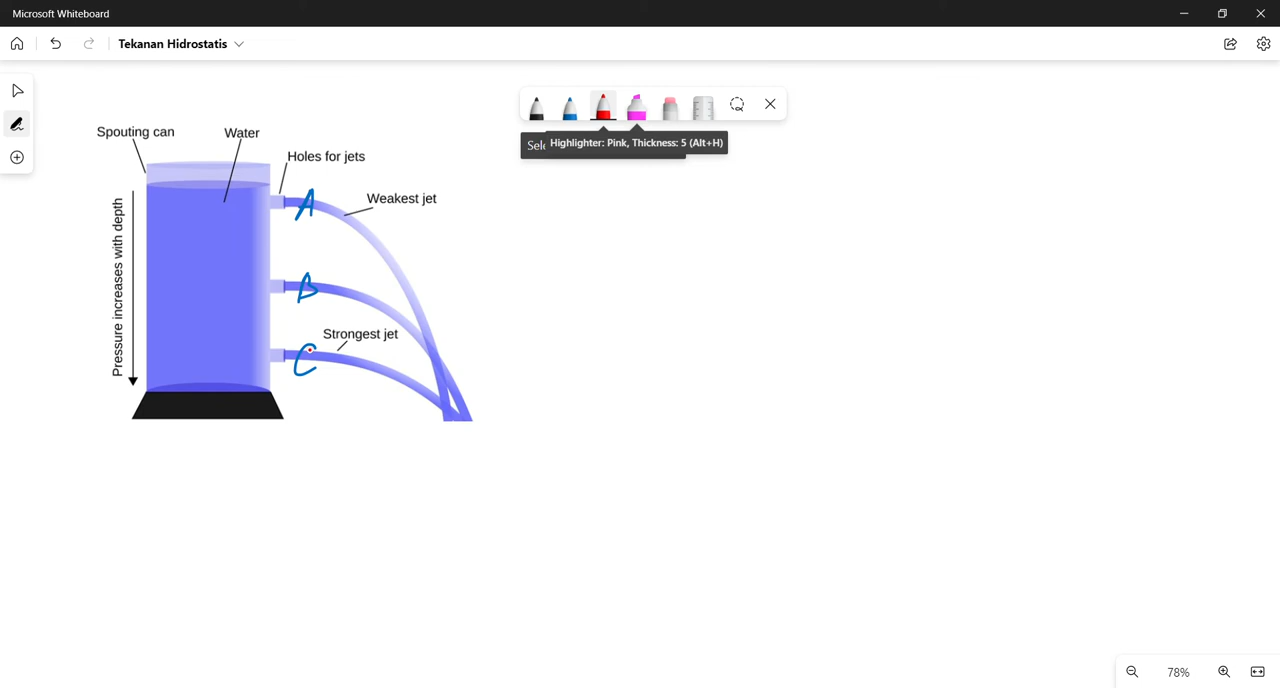 Microsoft Whiteboard
Tekanan Hidrostatis
Highlighter: Pink, Thickness: 5 (Alt+H)
Spouting can
Water
Holes for jets
A
Weakest jet
Pressure increases with depth
B
Strongest jet
C
78%